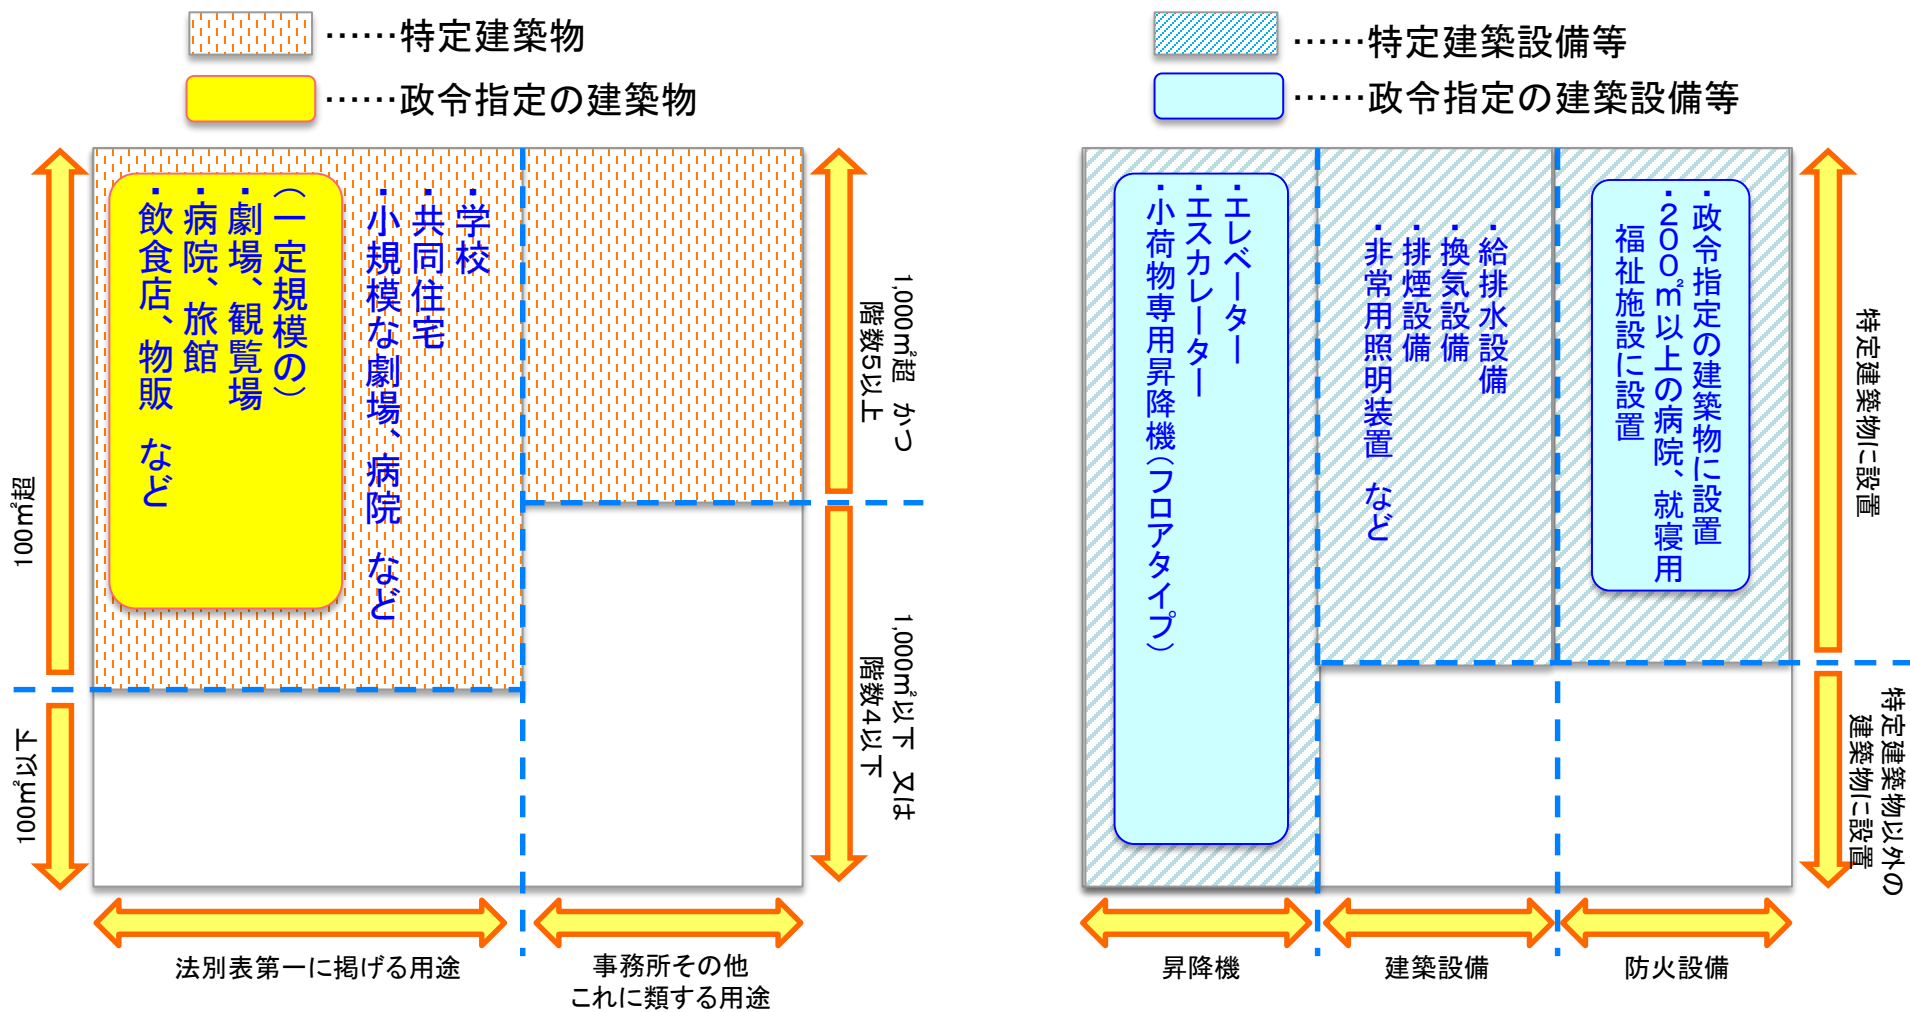 ……特定建築物
……政令指定の建築物
(一定規模の)
・劇場、観覧場
・病院、旅館
・飲食店、物販 など
・学校
・共同住宅
・小規模な劇場、病院 など
100㎡超
100㎡以下
1,000㎡超 かつ
階数5以上
1,000㎡以下 又は
階数4以下
法別表第一に掲げる用途
事務所その他
これに類する用途
……特定建築設備等
……政令指定の建築設備等
・エレベーター
・エスカレーター
・小荷物専用昇降機(フロアタイプ)
・給排水設備
・換気設備
・排煙設備
・非常用照明装置 など
・政令指定の建築物に設置
・200㎡以上の病院、就寝用
福祉施設に設置
特定建築物に設置
特定建築物以外の
建築物に設置
昇降機
建築設備
防火設備